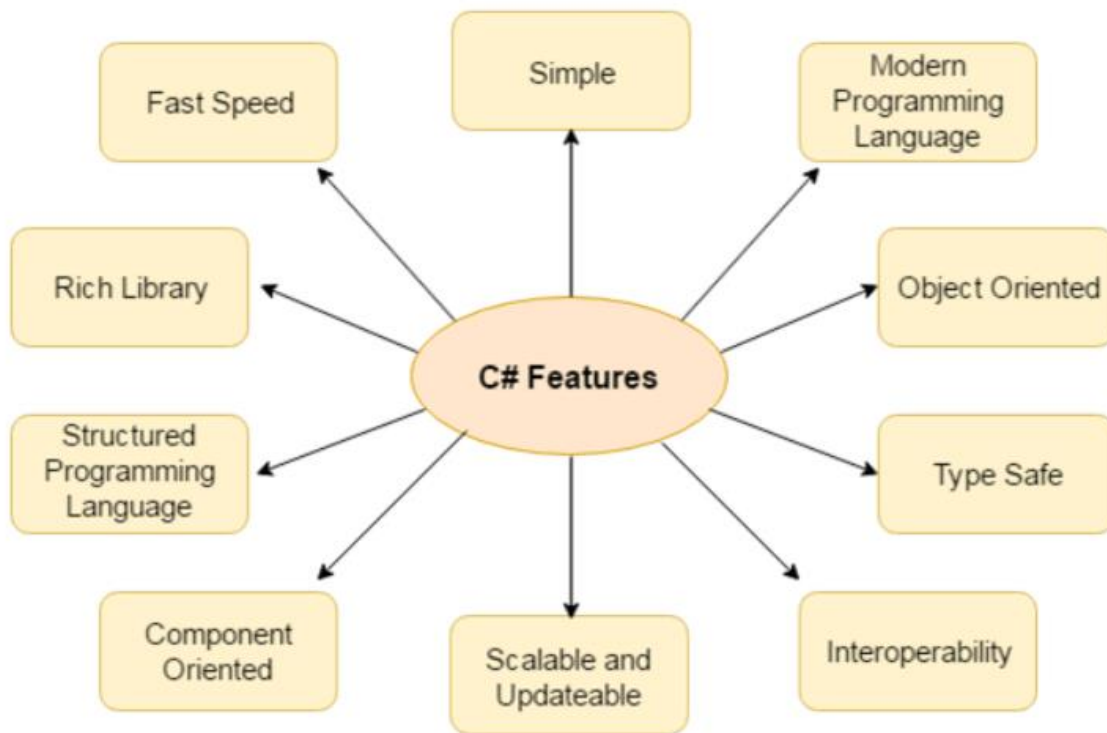 Simple
Fast Speed
Modern
Programming
Language
Rich Library
Object Oriented
C# Features
Structured
Programming
Language
Type Safe
Component
Oriented
Scalable and
Updateable
Interoperability